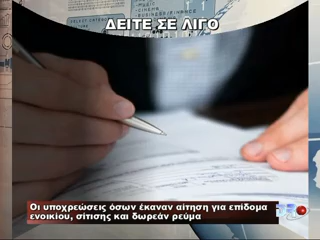 ΔΕΙΤΕ ΣΕ ΛΙΓΟ
Οι υποχρεώσεις όσων έκαναν αίτηση για επίδομα
ενοικίου, σίτισης και δωρεάν ρεύμα